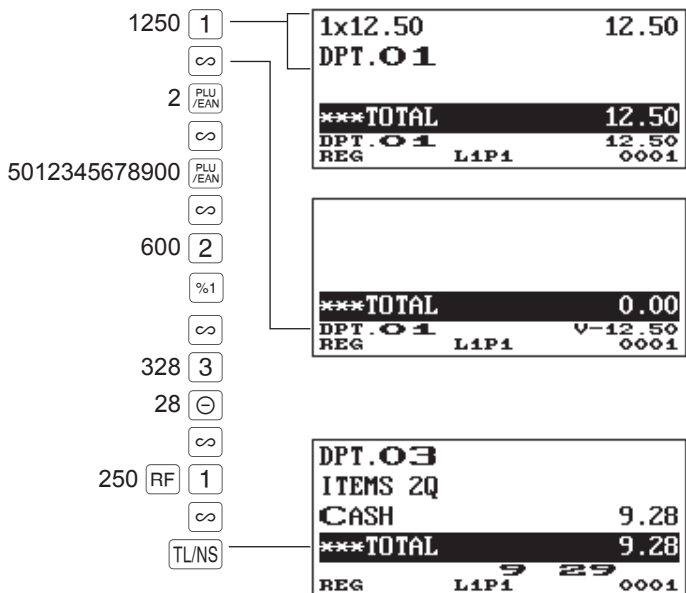 1250 1
∞
2 PLU
/EAN
∞
5012345678900 PLU
/EAN
∞
600 2
%1
∞
328 3
28 ⊖
∞
250 RF 1
∞
TL/NS
1x12.50 12.50
DPT.01
***TOTAL 12.50
DPT.01 12.50
REG L1P1 0001
***TOTAL 0.00
DPT.01 V-12.50
REG L1P1 0001
DPT.03
ITEMS 2Q
CASH 9.28
***TOTAL 9.28
9 29
REG L1P1 0001